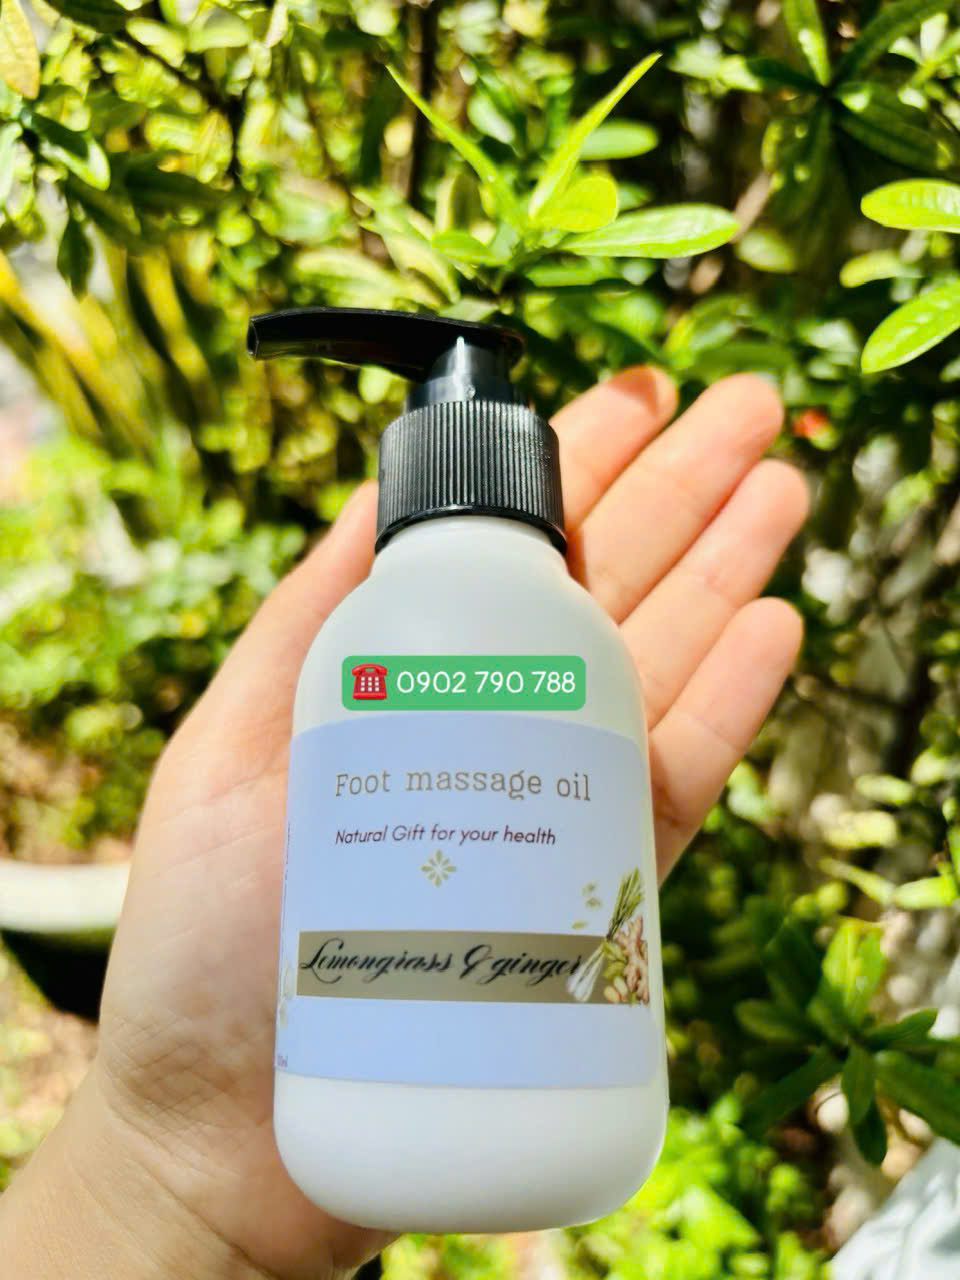 0902 790 788
Foot massage oil
Natural Gift for your health
Lemongrass & ginger